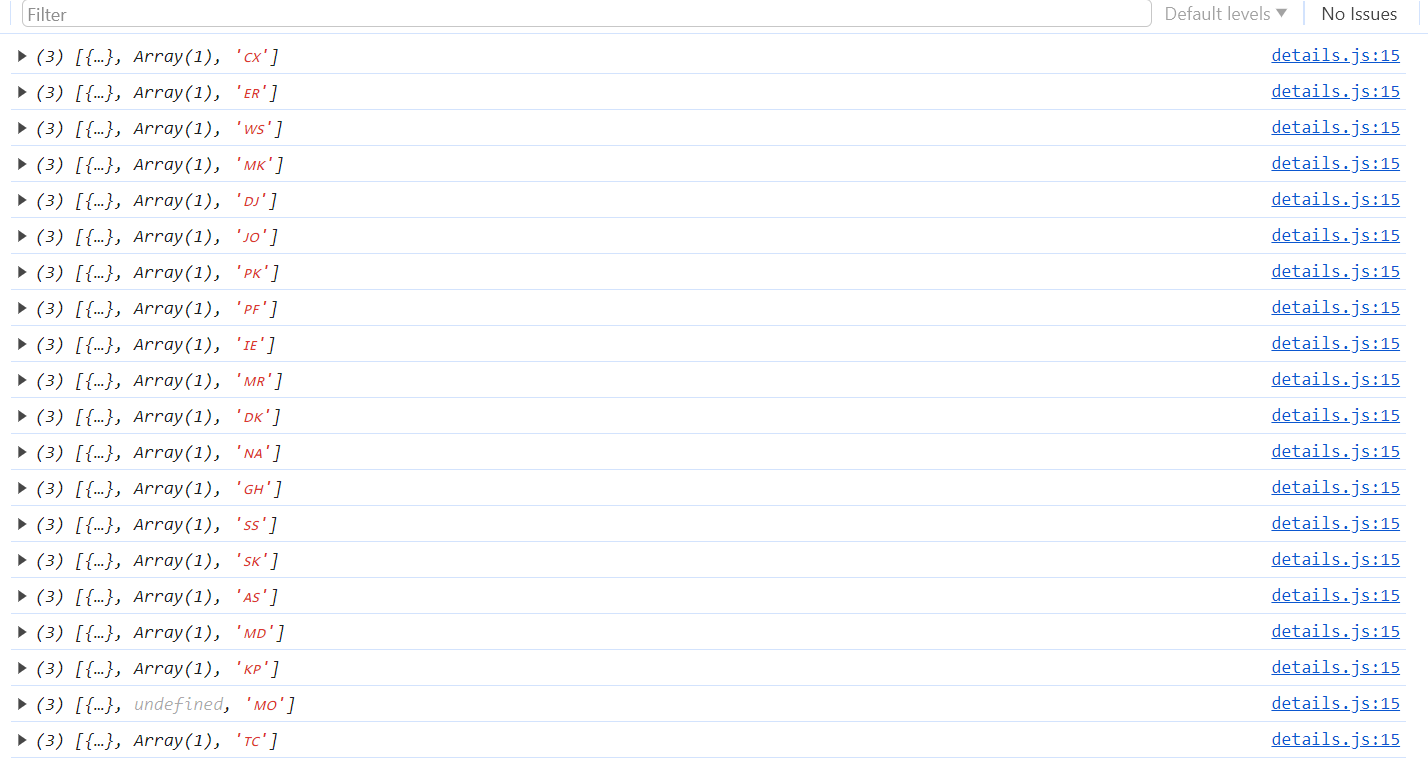 Filter Default levels ▼ No Issues
▶ (3) [{…}, Array(1), 'CX'] details.js:15
▶ (3) [{…}, Array(1), 'ER'] details.js:15
▶ (3) [{…}, Array(1), 'WS'] details.js:15
▶ (3) [{…}, Array(1), 'MK'] details.js:15
▶ (3) [{…}, Array(1), 'DJ'] details.js:15
▶ (3) [{…}, Array(1), 'JO'] details.js:15
▶ (3) [{…}, Array(1), 'PK'] details.js:15
▶ (3) [{…}, Array(1), 'PF'] details.js:15
▶ (3) [{…}, Array(1), 'IE'] details.js:15
▶ (3) [{…}, Array(1), 'MR'] details.js:15
▶ (3) [{…}, Array(1), 'DK'] details.js:15
▶ (3) [{…}, Array(1), 'NA'] details.js:15
▶ (3) [{…}, Array(1), 'GH'] details.js:15
▶ (3) [{…}, Array(1), 'SS'] details.js:15
▶ (3) [{…}, Array(1), 'SK'] details.js:15
▶ (3) [{…}, Array(1), 'AS'] details.js:15
▶ (3) [{…}, Array(1), 'MD'] details.js:15
▶ (3) [{…}, Array(1), 'KP'] details.js:15
▶ (3) [{…}, undefined, 'MO'] details.js:15
▶ (3) [{…}, Array(1), 'TC'] details.js:15